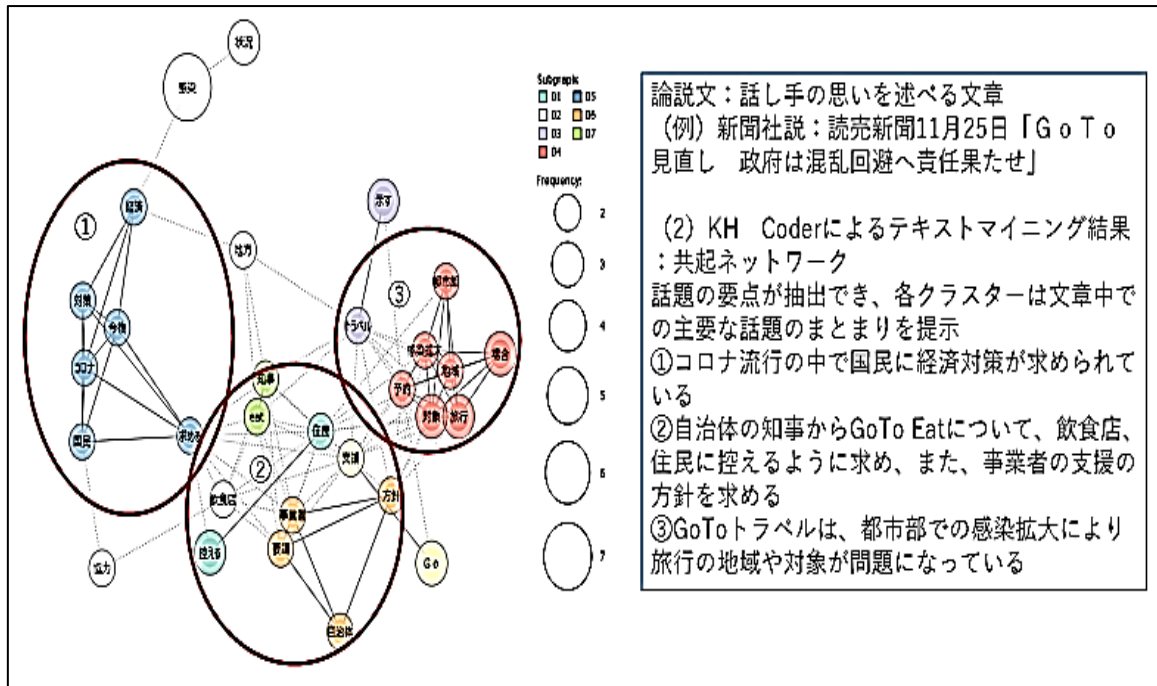 状況
感染
①
経済
対策
今後
コロナ
国民
求める
地方
示す
③
都市部
トラベル
感染拡大
地域
場合
予約
対象
旅行
知事
eat
住民
②
支援
飲食店
方針
事業者
要請
控える
協力
Go
自治体
Subgraph:
01 05
02 06
03 07
04
Frequency:
2
3
4
5
6
7
論説文：話し手の思いを述べる文章
（例）新聞社説：読売新聞11月25日「ＧｏＴｏ
見直し　政府は混乱回避へ責任果たせ」
（2）KH　Coderによるテキストマイニング結果
：共起ネットワーク
話題の要点が抽出でき、各クラスターは文章中で
の主要な話題のまとまりを提示
①コロナ流行の中で国民に経済対策が求められて
いる
②自治体の知事からGoTo Eatについて、飲食店、
住民に控えるように求め、また、事業者の支援の
方針を求める
③GoToトラベルは、都市部での感染拡大により
旅行の地域や対象が問題になっている